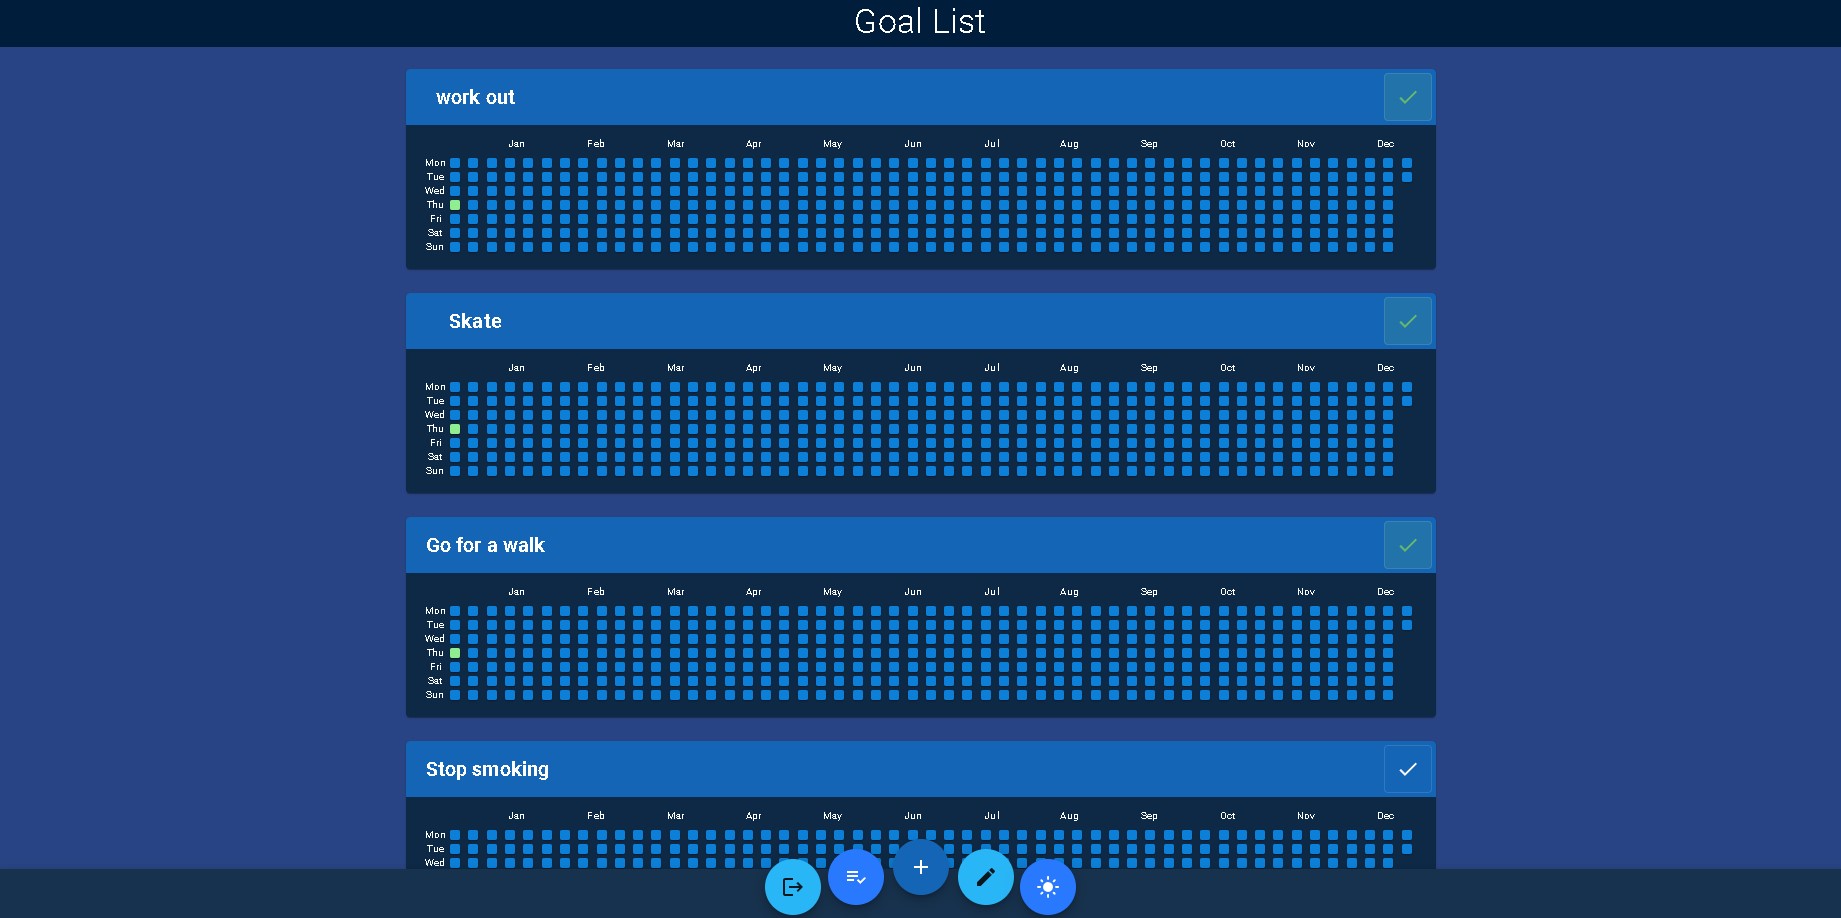 Goal List
work out
Jan Feb Mar Apr May Jun Jul Aug Sep Oct Nov Dec
Mon
Tue
Wed
Thu
Fri
Sat
Sun
Skate
Jan Feb Mar Apr May Jun Jul Aug Sep Oct Nov Dec
Mon
Tue
Wed
Thu
Fri
Sat
Sun
Go for a walk
Jan Feb Mar Apr May Jun Jul Aug Sep Oct Nov Dec
Mon
Tue
Wed
Thu
Fri
Sat
Sun
Stop smoking
Jan Feb Mar Apr May Jun Jul Aug Sep Oct Nov Dec
Mon
Tue
Wed